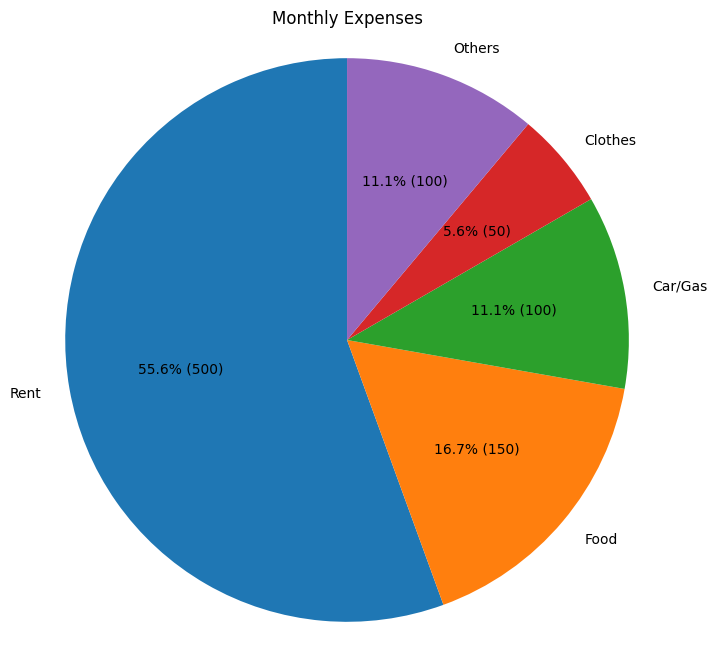 Monthly Expenses
Others
Clothes
11.1% (100)
5.6% (50)
Car/Gas
11.1% (100)
55.6% (500)
Rent
16.7% (150)
Food